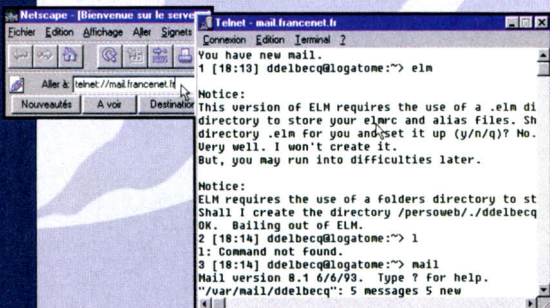 Netscape - [Bienvenue sur le serve
Fichier Edition Affichage Aller Signets
Aller à: telnet://mail.francenet.fr
Nouveautés A voir Destination
Telnet - mail.francenet.fr
Connexion Edition Terminal ?
You have new mail.
1 [18:13] ddelbecq@logatome:~> elm
Notice:
This version of ELM requires the use of a .elm di
directory to store your elmrc and alias files. Sh
directory .elm for you and set it up (y/n/q)? No.
Very well. I won't create it.
But, you may run into difficulties later.
Notice:
ELM requires the use of a folders directory to st
Shall I create the directory /persoweb/./ddelbecq
OK. Bailing out of ELM.
2 [18:14] ddelbecq@logatome:~> l
l: Command not found.
3 [18:14] ddelbecq@logatome:~> mail
Mail version 8.1 6/6/93. Type ? for help.
"/var/mail/ddelbecq": 5 messages 5 new